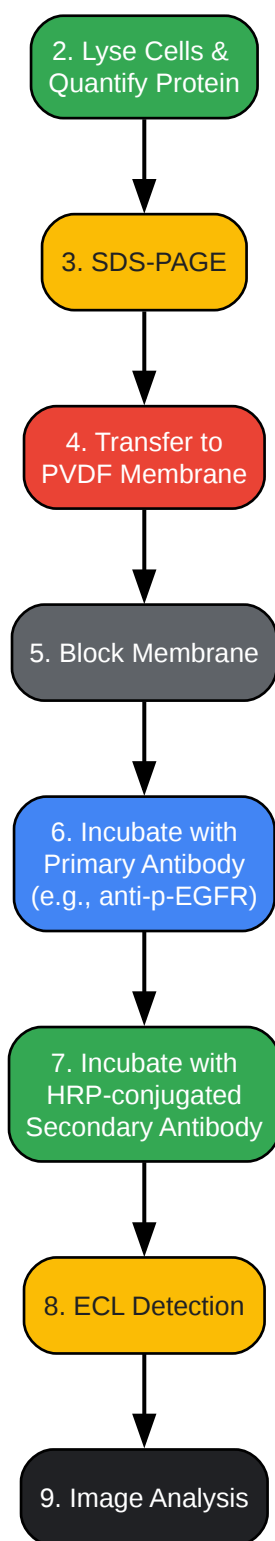 2. Lyse Cells &
Quantify Protein
3. SDS-PAGE
4. Transfer to
PVDF Membrane
5. Block Membrane
6. Incubate with
Primary Antibody
(e.g., anti-p-EGFR)
7. Incubate with
HRP-conjugated
Secondary Antibody
8. ECL Detection
9. Image Analysis